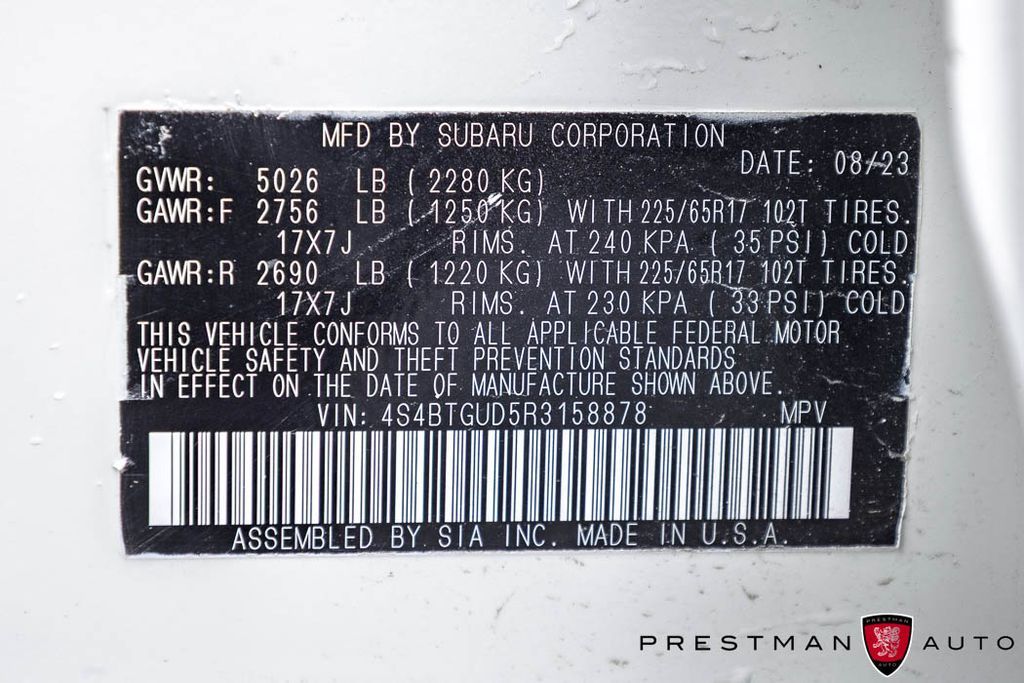 MFD BY SUBARU CORPORATION
DATE: 08/23
GVWR: 5026 LB ( 2280 KG)
GAWR:F 2756 LB ( 1250 KG) WITH 225/65R17 102T TIRES.
17X7J RIMS. AT 240 KPA ( 35 PSI) COLD
GAWR:R 2690 LB ( 1220 KG) WITH 225/65R17 102T TIRES.
17X7J RIMS. AT 230 KPA ( 33 PSI) COLD
THIS VEHICLE CONFORMS TO ALL APPLICABLE FEDERAL MOTOR
VEHICLE SAFETY AND THEFT PREVENTION STANDARDS
IN EFFECT ON THE DATE OF MANUFACTURE SHOWN ABOVE.
VIN: 4S4BTGUD5R3158878 MPV
ASSEMBLED BY SIA INC. MADE IN U.S.A.
PRESTMAN PRESTMAN AUTO